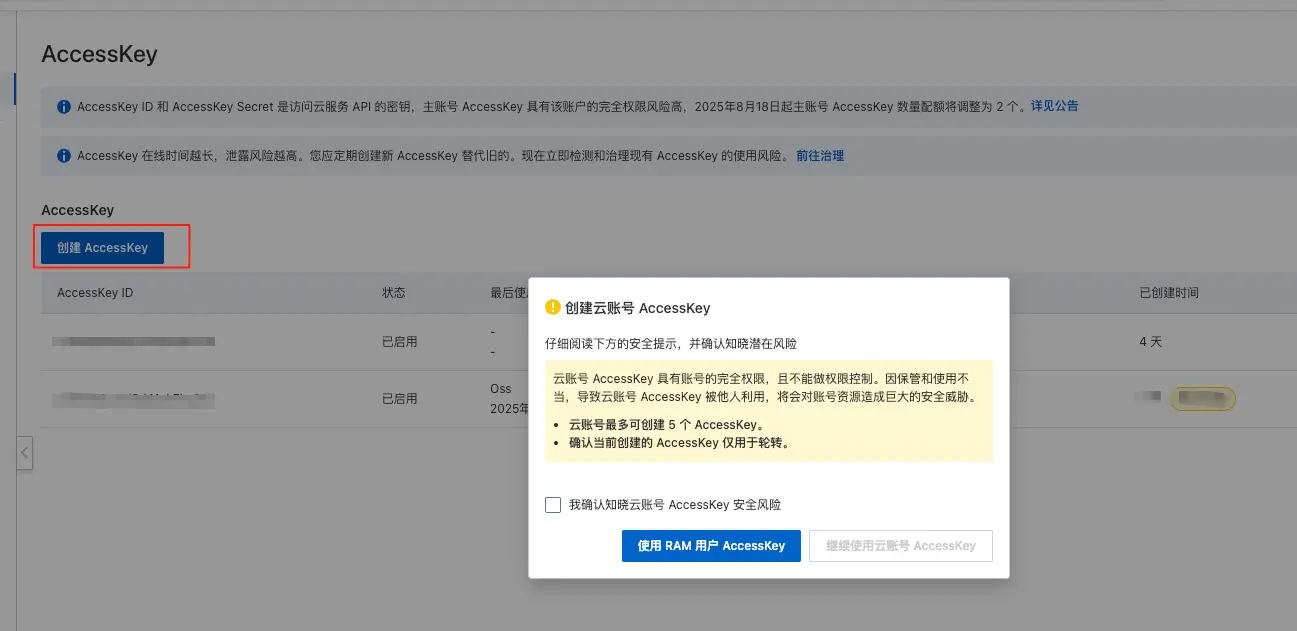 AccessKey
AccessKey ID 和 AccessKey Secret 是访问云服务 API 的密钥，主账号 AccessKey 具有该账户的完全权限风险高，2025年8月18日起主账号 AccessKey 数量配额将调整为 2 个。详见公告
AccessKey 在线时间越长，泄露风险越高。您应定期创建新 AccessKey 替代旧的。现在立即检测和治理现有 AccessKey 的使用风险。 前往治理
AccessKey
创建 AccessKey
AccessKey ID 状态 最后使 已创建时间
已启用 - 4 天
-
已启用 Oss
2025年
创建云账号 AccessKey
仔细阅读下方的安全提示，并确认知晓潜在风险
云账号 AccessKey 具有账号的完全权限，且不能做权限控制。因保管和使用不
当，导致云账号 AccessKey 被他人利用，将会对账号资源造成巨大的安全威胁。
• 云账号最多可创建 5 个 AccessKey。
• 确认当前创建的 AccessKey 仅用于轮转。
我确认知晓云账号 AccessKey 安全风险
使用 RAM 用户 AccessKey 继续使用云账号 AccessKey